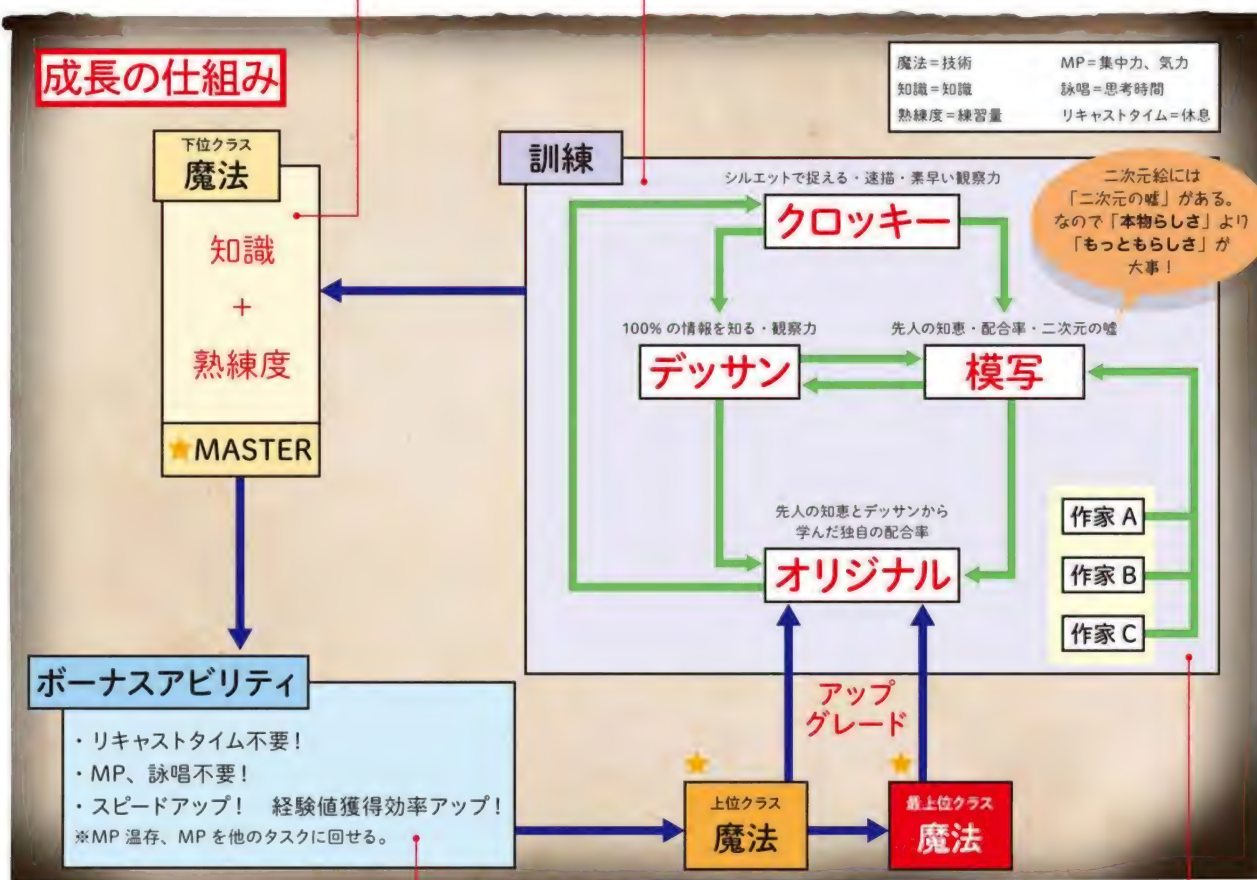 成長の仕組み
魔法=技術
知識=知識
熟練度=練習量
MP=集中力、気力
詠唱=思考時間
リキャストタイム=休息
下位クラス
魔法
知識
+
熟練度
★MASTER
訓練
シルエットで捉える・速描・素早い観察力
クロッキー
二次元絵には
「二次元の嘘」がある。
なので「本物らしさ」より
「もっともらしさ」が
大事!
100% の情報を知る・観察力
デッサン
先人の知恵・配合率・二次元の嘘
模写
先人の知恵とデッサンから
学んだ独自の配合率
オリジナル
作家 A
作家 B
作家 C
ボーナスアビリティ
・リキャストタイム不要!
・MP、詠唱不要!
・スピードアップ! 経験値獲得効率アップ!
※MP 温存、MP を他のタスクに回せる。
アップ
グレード
★
上位クラス
魔法
★
最上位クラス
魔法